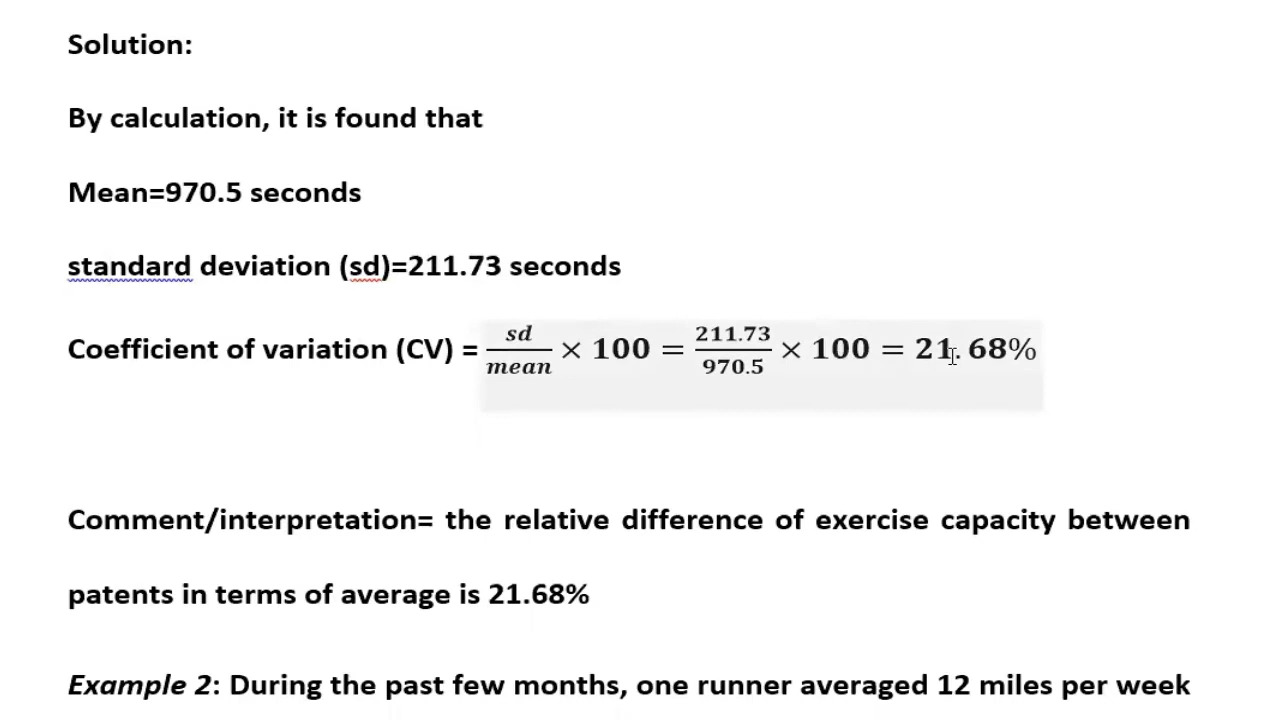 Solution:
By calculation, it is found that
Mean=970.5 seconds
standard deviation (sd)=211.73 seconds
Coefficient of variation (CV) = sd/mean × 100 = 211.73/970.5 × 100 = 21.68%
Comment/interpretation= the relative difference of exercise capacity between
patents in terms of average is 21.68%
Example 2: During the past few months, one runner averaged 12 miles per week